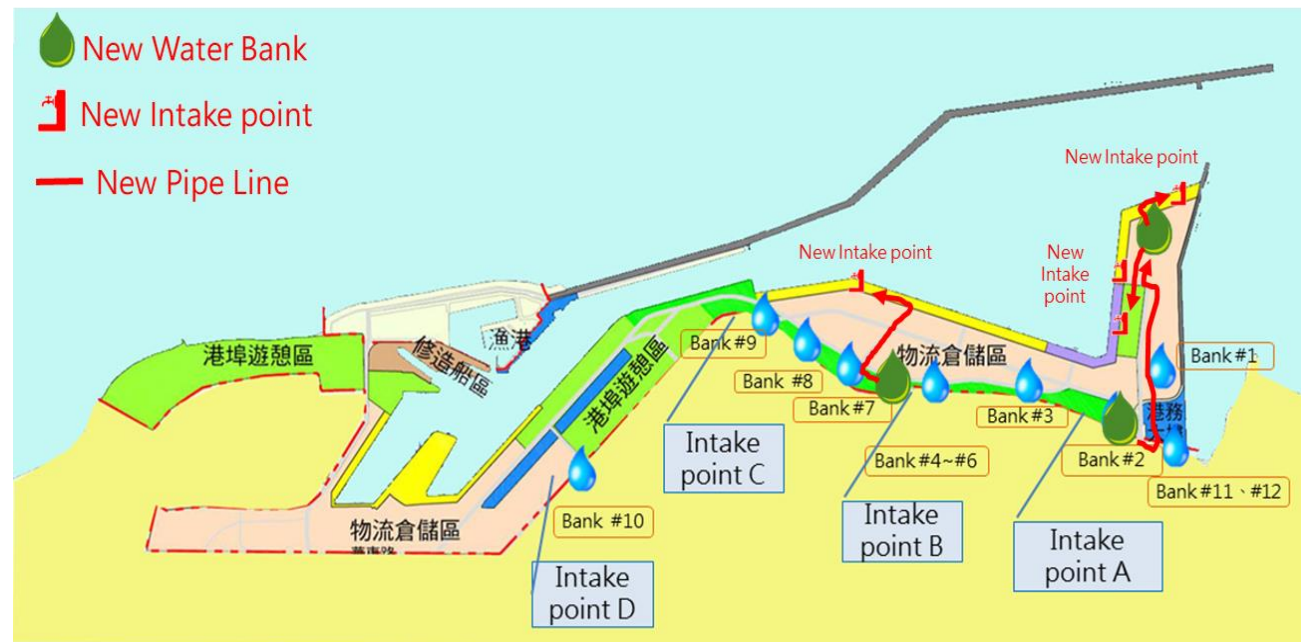 New Water Bank
New Intake point
New Pipe Line
New Intake point
New Intake point
New
Intake
point
漁港
修造船區
港埠遊憩區
港埠遊憩區
物流倉儲區
物流倉儲區
港務
Bank #9
Bank #8
Bank #7
Bank #4~#6
Bank #3
Bank #2
Bank #1
Bank #11、#12
Bank #10
Intake
point C
Intake
point B
Intake
point A
Intake
point D